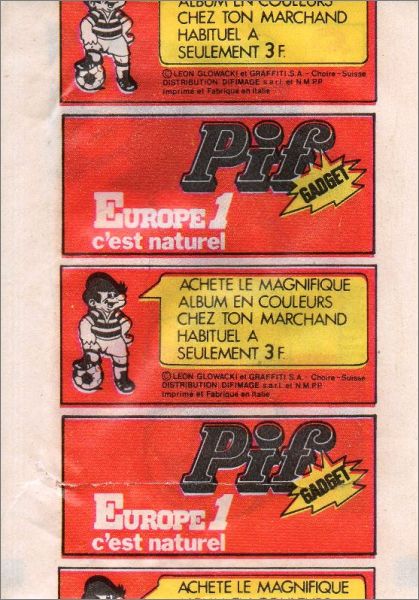 ALBUM EN COULEURS
CHEZ TON MARCHAND
HABITUEL A
SEULEMENT 3 F.
© LEON GLOWACKI et GRAFFITI S.A. - Choire - Suisse
DISTRIBUTION DIFIMAGE s.a.r.l. et N.M.P.P.
Imprimé et Fabriqué en Italie
Pif
GADGET
EUROPE 1
c'est naturel
ACHETE LE MAGNIFIQUE
ALBUM EN COULEURS
CHEZ TON MARCHAND
HABITUEL A
SEULEMENT 3 F.
© LEON GLOWACKI et GRAFFITI S.A. - Choire - Suisse
DISTRIBUTION DIFIMAGE s.a.r.l. et N.M.P.P.
Imprimé et Fabriqué en Italie
Pif
GADGET
EUROPE 1
c'est naturel
ACHETE LE MAGNIFIQUE